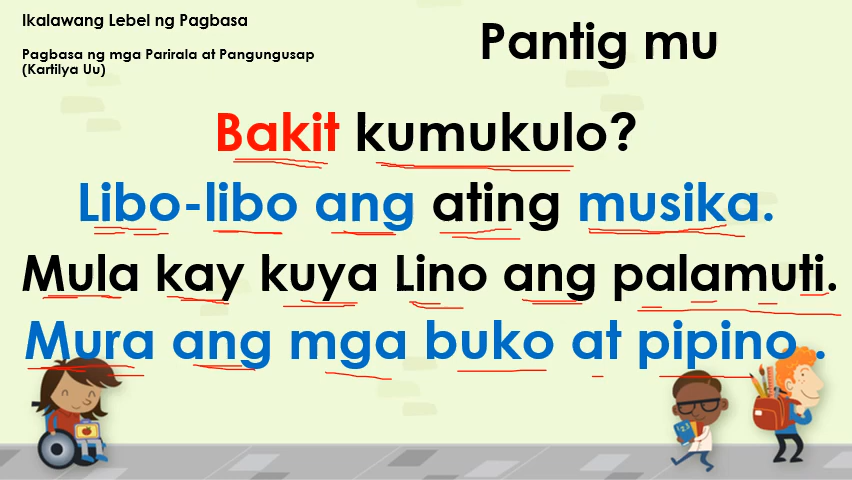 Ikalawang Lebel ng Pagbasa
Pagbasa ng mga Parirala at Pangungusap
(Kartilya Uu)
Pantig mu
Bakit kumukulo?
Libo-libo ang ating musika.
Mula kay kuya Lino ang palamuti.
Mura ang mga buko at pipino .